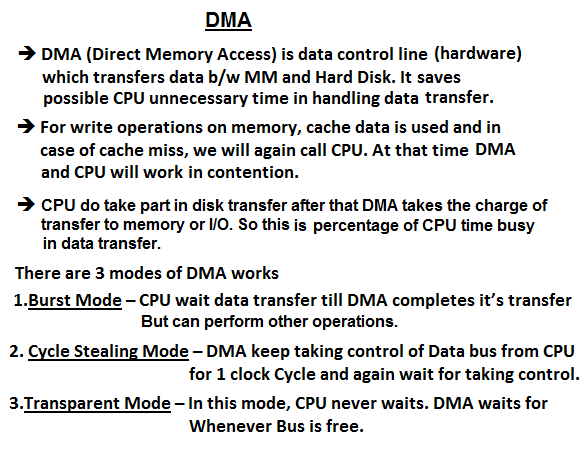 DMA
➔ DMA (Direct Memory Access) is data control line (hardware)
which transfers data b/w MM and Hard Disk. It saves
possible CPU unnecessary time in handling data transfer.
➔ For write operations on memory, cache data is used and in
case of cache miss, we will again call CPU. At that time DMA
and CPU will work in contention.
➔ CPU do take part in disk transfer after that DMA takes the charge of
transfer to memory or I/O. So this is percentage of CPU time busy
in data transfer.
There are 3 modes of DMA works
1.Burst Mode – CPU wait data transfer till DMA completes it's transfer
But can perform other operations.
2. Cycle Stealing Mode – DMA keep taking control of Data bus from CPU
for 1 clock Cycle and again wait for taking control.
3.Transparent Mode – In this mode, CPU never waits. DMA waits for
Whenever Bus is free.